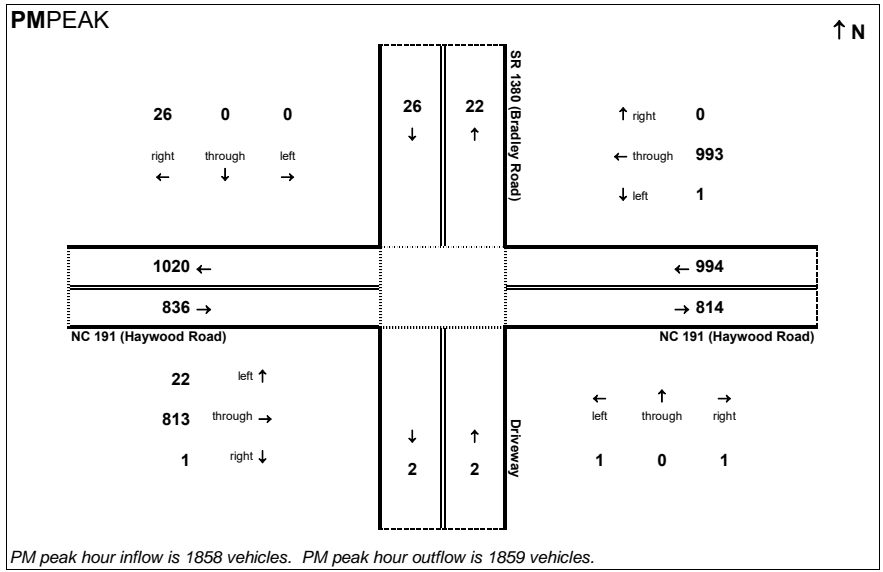 PMPEAK
↑ N
SR 1380 (Bradley Road)
26 0 0
right through left
← ↓ →
26 22
↓ ↑
↑ right 0
← through 993
↓ left 1
1020 ←
836 →
← 994
→ 814
NC 191 (Haywood Road)
NC 191 (Haywood Road)
22 left ↑
813 through →
1 right ↓
↓ ↑
2 2
Driveway
← ↑ →
left through right
1 0 1
PM peak hour inflow is 1858 vehicles. PM peak hour outflow is 1859 vehicles.